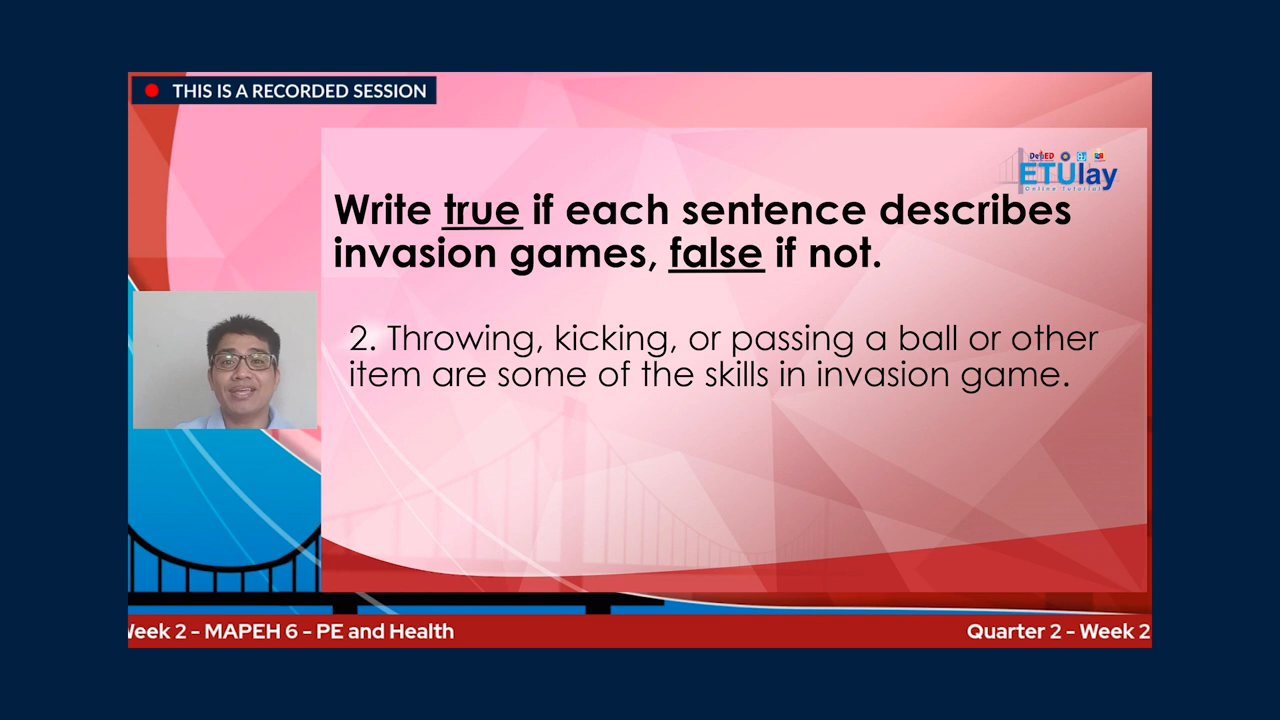 THIS IS A RECORDED SESSION
DepED
ETUlay
Online Tutorial
Write true if each sentence describes
invasion games, false if not.
2. Throwing, kicking, or passing a ball or other
item are some of the skills in invasion game.
Week 2 - MAPEH 6 - PE and Health
Quarter 2 - Week 2